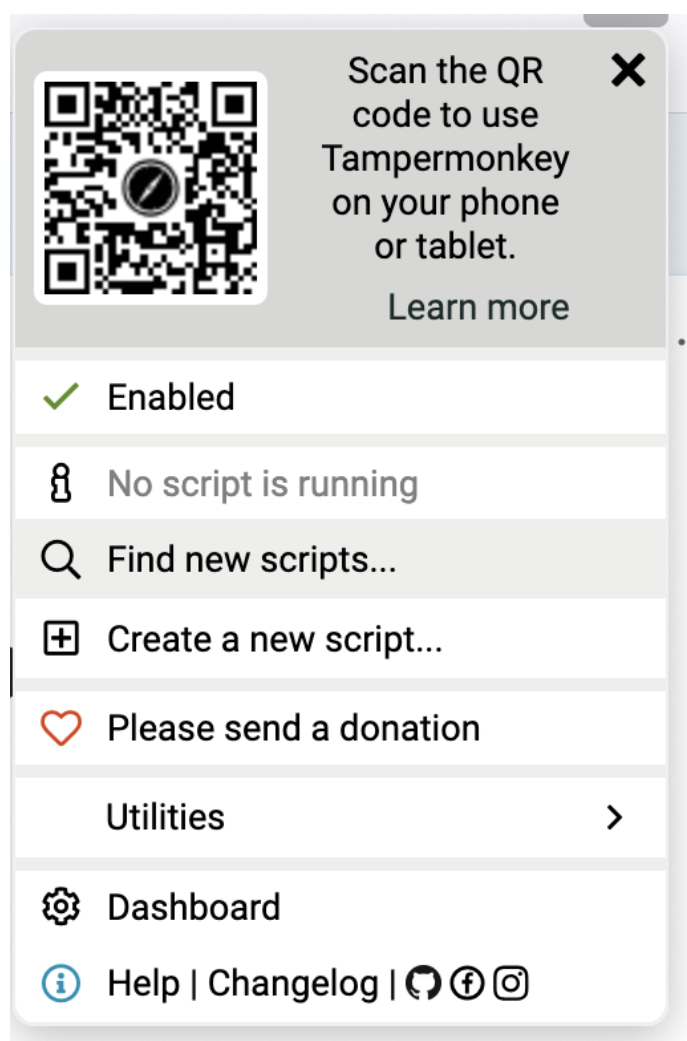 Scan the QR
code to use
Tampermonkey
on your phone
or tablet.
Learn more
Enabled
No script is running
Find new scripts...
Create a new script...
Please send a donation
Utilities
Dashboard
Help | Changelog |